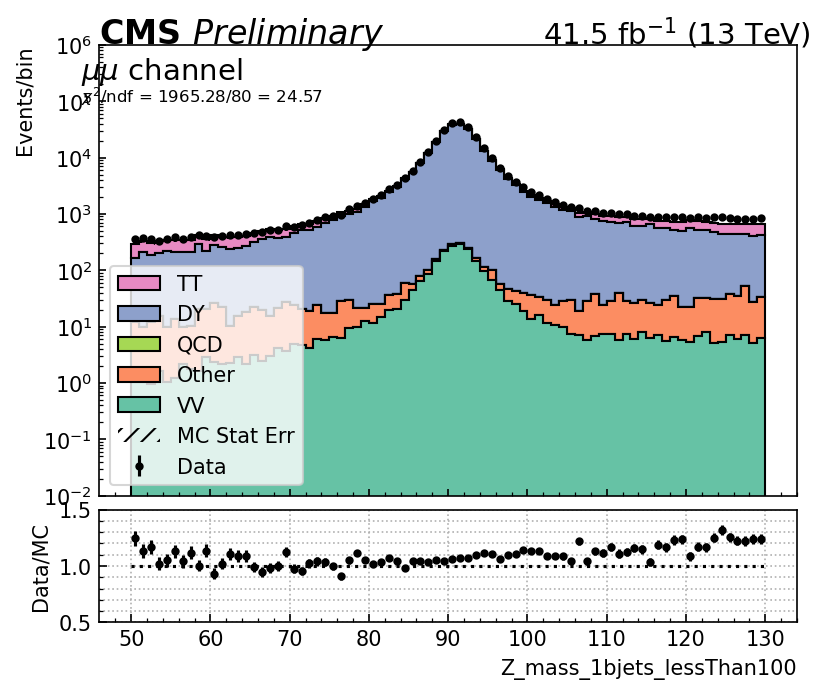 CMS Preliminary 41.5 fb⁻¹ (13 TeV)
μμ channel
χ²/ndf = 1965.28/80 = 24.57
Events/bin
10⁶
10⁵
10⁴
10³
10²
10¹
10⁰
10⁻¹
10⁻²
TT
DY
QCD
Other
VV
MC Stat Err
Data
Data/MC
1.5
1.0
0.5
50 60 70 80 90 100 110 120 130
Z_mass_1bjets_lessThan100